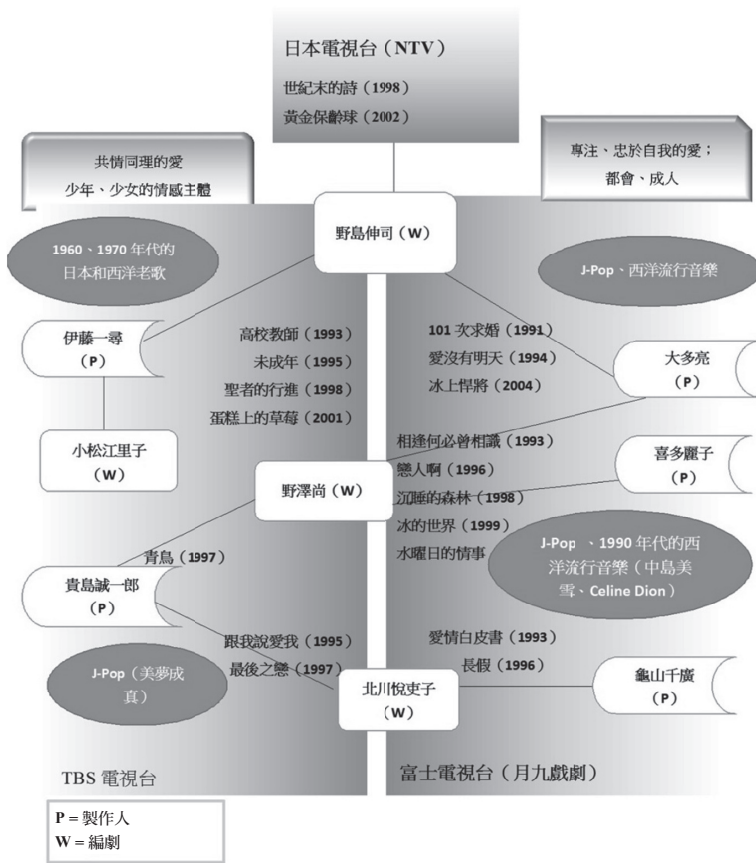 日本電視台（NTV）
世紀末的詩（1998）
黃金保齡球（2002）
共情同理的愛
少年、少女的情感主體
專注、忠於自我的愛；
都會、成人
野島伸司（W）
1960、1970 年代的
日本和西洋老歌
J-Pop、西洋流行音樂
伊藤一尋
（P）
高校教師（1993）
未成年（1995）
聖者的行進（1998）
蛋糕上的草莓（2001）
101 次求婚（1991）
愛沒有明天（1994）
冰上悍將（2004）
大多亮
（P）
小松江里子
（W）
相逢何必曾相識（1993）
戀人啊（1996）
沉睡的森林（1998）
冰的世界（1999）
水曜日的情事
喜多麗子
（P）
野澤尚（W）
青鳥（1997）
J-Pop 、1990 年代的西
洋流行音樂（中島美
雪、Celine Dion）
貴島誠一郎
（P）
跟我說愛我（1995）
最後之戀（1997）
愛情白皮書（1993）
長假（1996）
J-Pop（美夢成
真）
北川悅吏子
（W）
龜山千廣
（P）
TBS 電視台
富士電視台（月九戲劇）
P = 製作人
W = 編劇